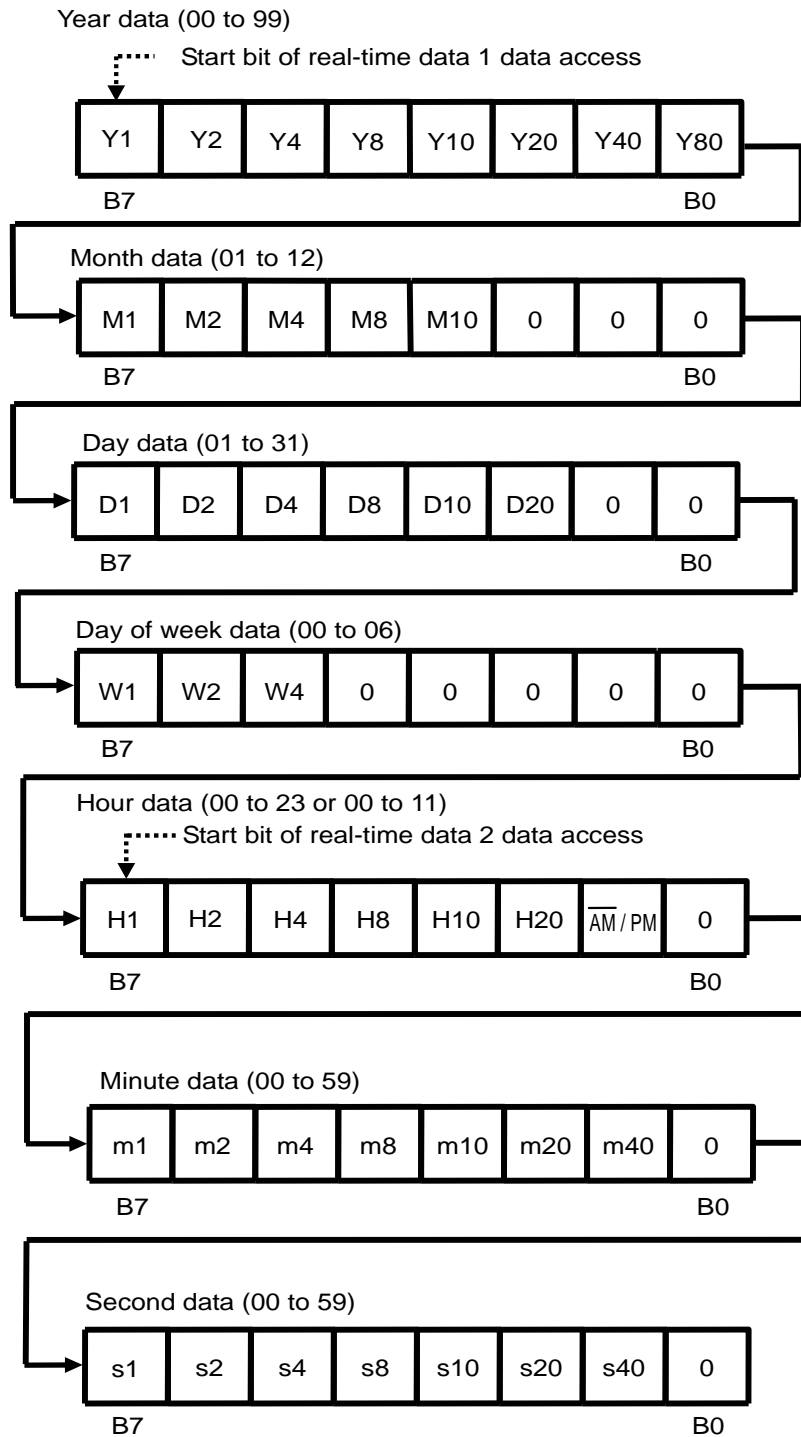 Year data (00 to 99)
Start bit of real-time data 1 data access
Y1 Y2 Y4 Y8 Y10 Y20 Y40 Y80
B7 B0
Month data (01 to 12)
M1 M2 M4 M8 M10 0 0 0
B7 B0
Day data (01 to 31)
D1 D2 D4 D8 D10 D20 0 0
B7 B0
Day of week data (00 to 06)
W1 W2 W4 0 0 0 0 0
B7 B0
Hour data (00 to 23 or 00 to 11)
Start bit of real-time data 2 data access
H1 H2 H4 H8 H10 H20 A̅M̅ / PM 0
B7 B0
Minute data (00 to 59)
m1 m2 m4 m8 m10 m20 m40 0
B7 B0
Second data (00 to 59)
s1 s2 s4 s8 s10 s20 s40 0
B7 B0